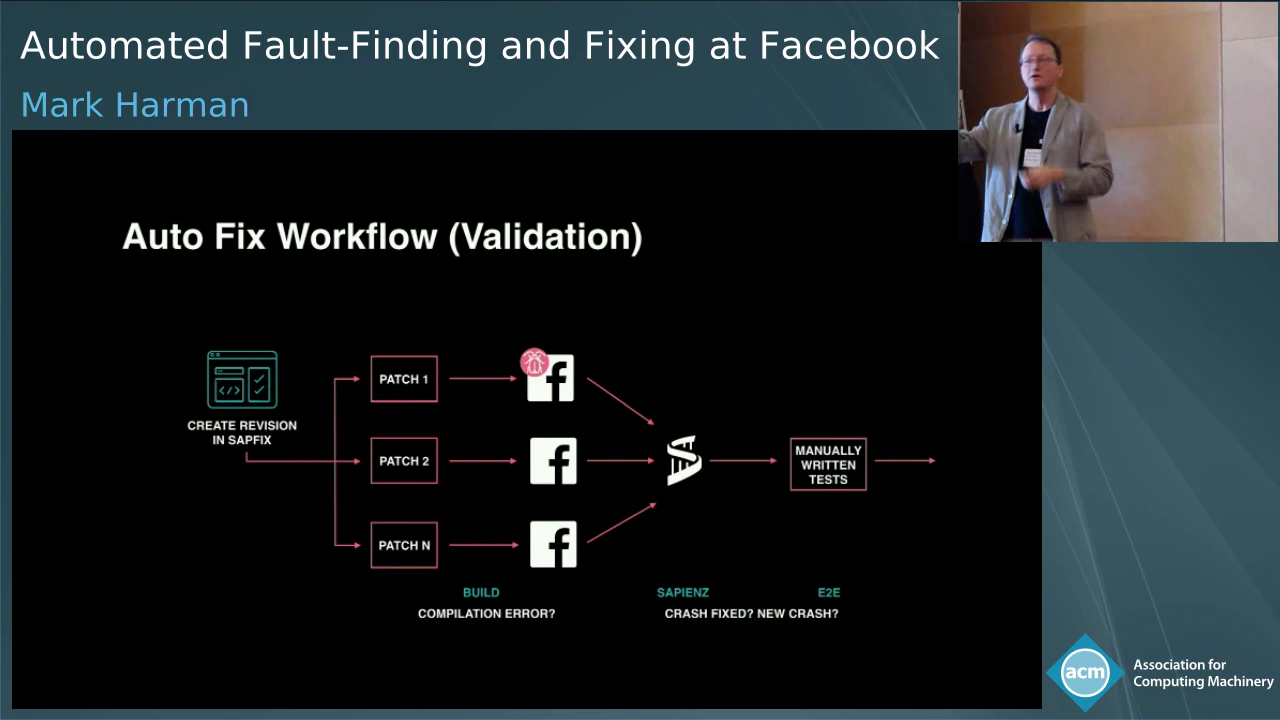 Automated Fault-Finding and Fixing at Facebook
Mark Harman
Auto Fix Workflow (Validation)
CREATE REVISION
IN SAPFIX
PATCH 1
PATCH 2
PATCH N
MANUALLY
WRITTEN
TESTS
BUILD
COMPILATION ERROR?
SAPIENZ
E2E
CRASH FIXED? NEW CRASH?
acm
Association for
Computing Machinery